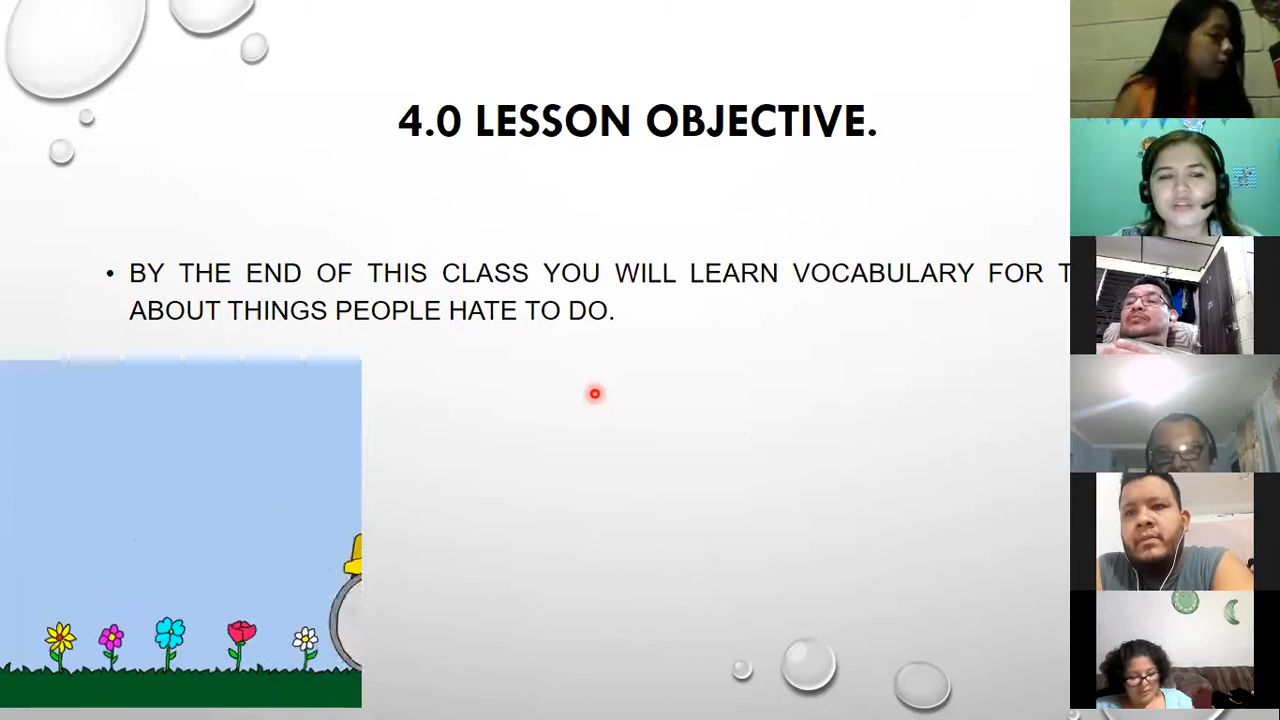 4.0 LESSON OBJECTIVE.
• BY THE END OF THIS CLASS YOU WILL LEARN VOCABULARY FOR
ABOUT THINGS PEOPLE HATE TO DO.